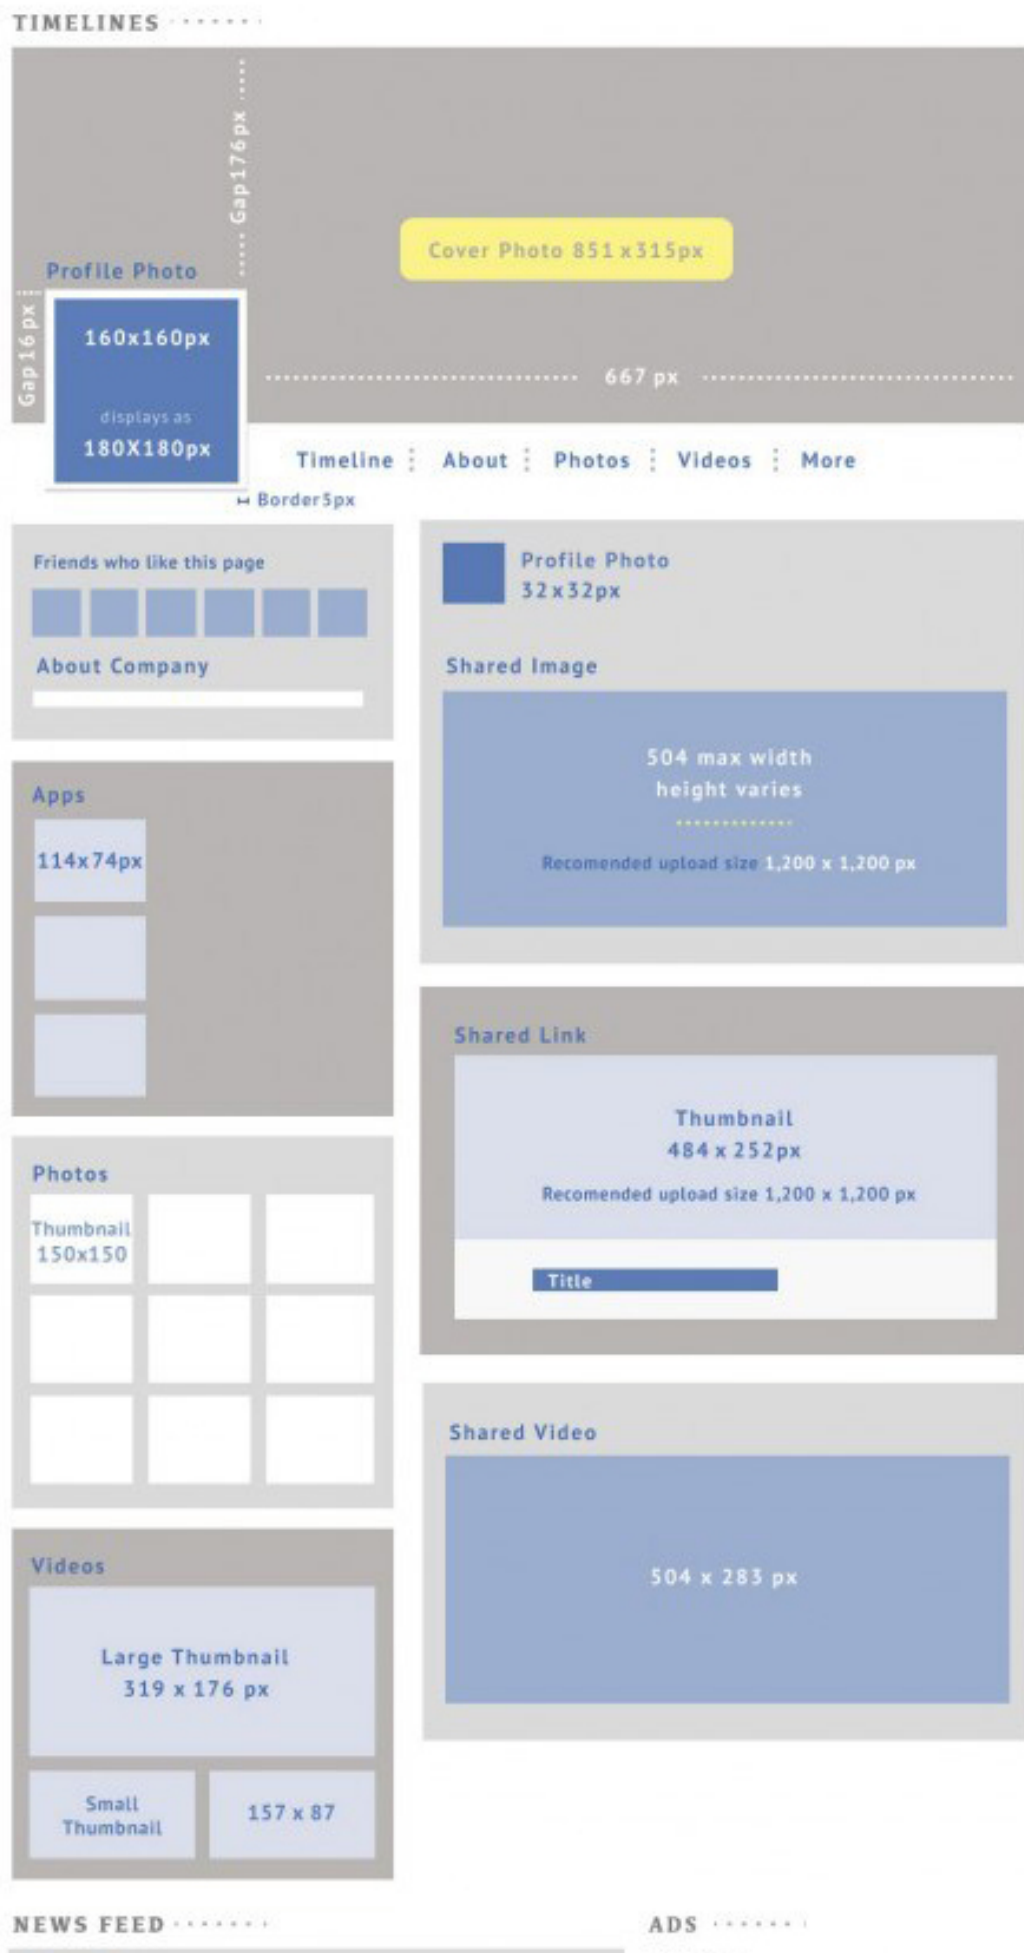 TIMELINES
Gap176px
Cover Photo 851x315px
Profile Photo
Gap16px
160x160px
667 px
displays as
180X180px
Timeline
About
Photos
Videos
More
Border5px
Friends who like this page
About Company
Profile Photo
32x32px
Shared Image
504 max width
height varies
Recomended upload size 1,200 x 1,200 px
Apps
114x74px
Shared Link
Thumbnail
484 x 252px
Recomended upload size 1,200 x 1,200 px
Title
Photos
Thumbnail
150x150
Shared Video
504 x 283 px
Videos
Large Thumbnail
319 x 176 px
Small
Thumbnail
157 x 87
NEWS FEED
ADS